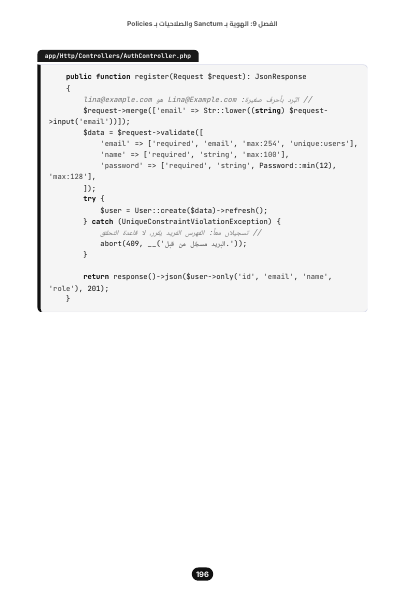 الفصل 9: الهوية بـ Sanctum والصلاحيات بـ Policies
app/Http/Controllers/AuthController.php
public function register(Request $request): JsonResponse
{
// البريد بأحرف صغيرة: Lina@Example.com هو lina@example.com
$request->merge(['email' => Str::lower((string) $request-
>input('email'))]);
$data = $request->validate([
'email' => ['required', 'email', 'max:254', 'unique:users'],
'name' => ['required', 'string', 'max:100'],
'password' => ['required', 'string', Password::min(12),
'max:128'],
]);
try {
$user = User::create($data)->refresh();
} catch (UniqueConstraintViolationException) {
// تسجيلان معاً: الفهرس الفريد يقرر، لا قاعدة التحقق
abort(409, __('البريد مسجّل من قبل.'));
}
return response()->json($user->only('id', 'email', 'name',
'role'), 201);
}
196